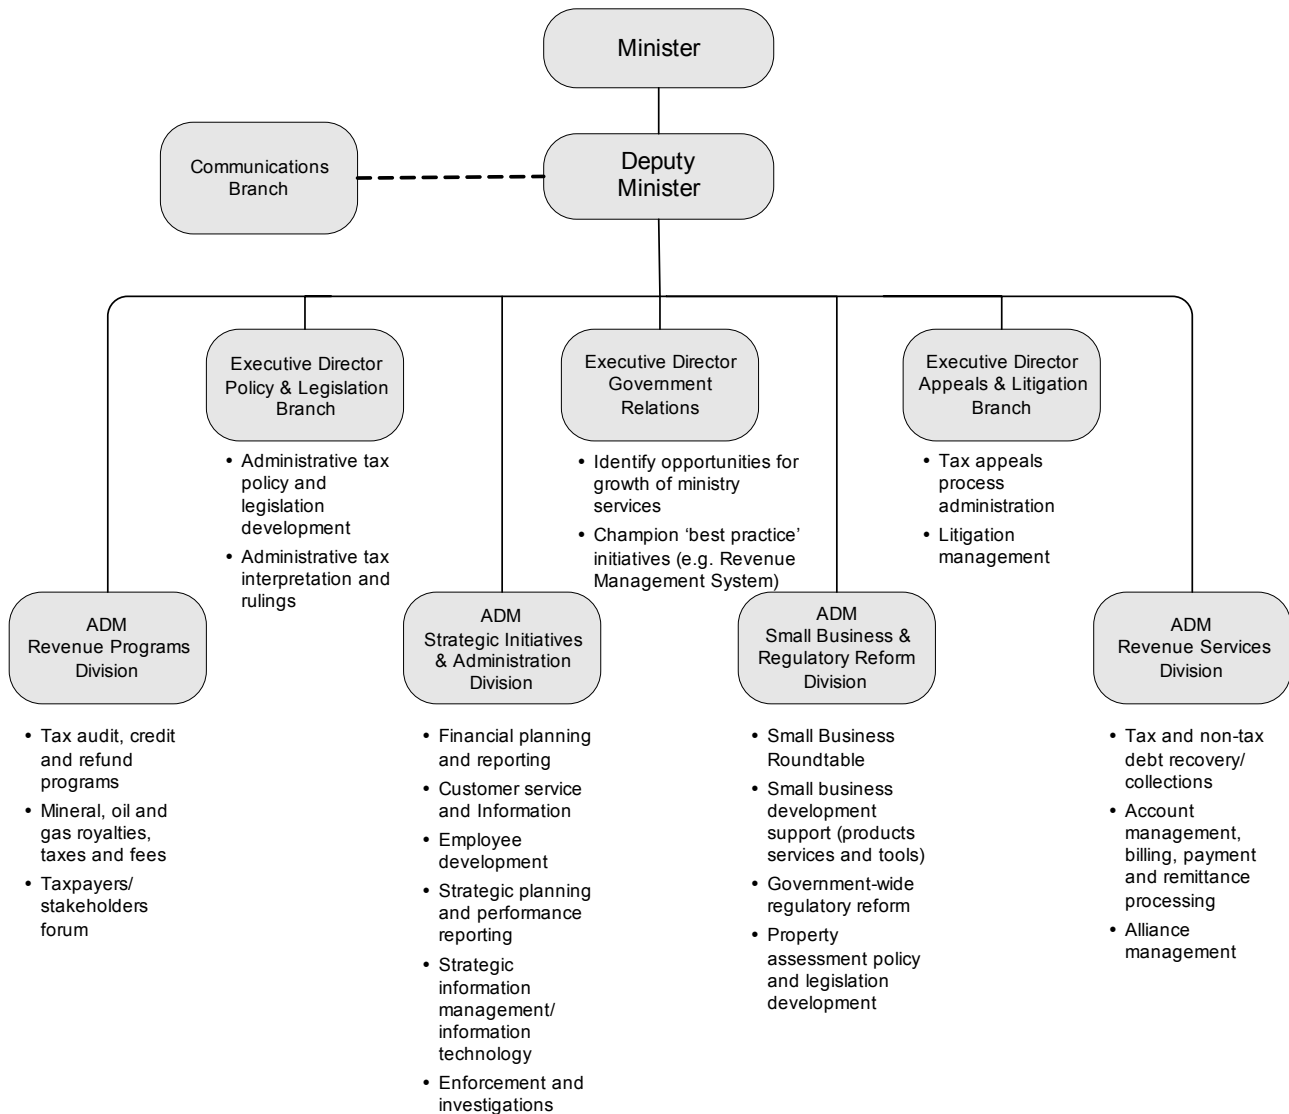 Minister
Communications
Branch
Deputy
Minister
Executive Director
Policy & Legislation
Branch
Executive Director
Government
Relations
Executive Director
Appeals & Litigation
Branch
• Administrative tax
policy and
legislation
development
• Administrative tax
interpretation and
rulings
• Identify opportunities for
growth of ministry
services
• Champion ‘best practice’
initiatives (e.g. Revenue
Management System)
• Tax appeals
process
administration
• Litigation
management
ADM
Revenue Programs
Division
ADM
Strategic Initiatives
& Administration
Division
ADM
Small Business &
Regulatory Reform
Division
ADM
Revenue Services
Division
• Tax audit, credit
and refund
programs
• Mineral, oil and
gas royalties,
taxes and fees
• Taxpayers/
stakeholders
forum
• Financial planning
and reporting
• Customer service
and Information
• Employee
development
• Strategic planning
and performance
reporting
• Strategic
information
management/
information
technology
• Enforcement and
investigations
• Small Business
Roundtable
• Small business
development
support (products
services and tools)
• Government-wide
regulatory reform
• Property
assessment policy
and legislation
development
• Tax and non-tax
debt recovery/
collections
• Account
management,
billing, payment
and remittance
processing
• Alliance
management